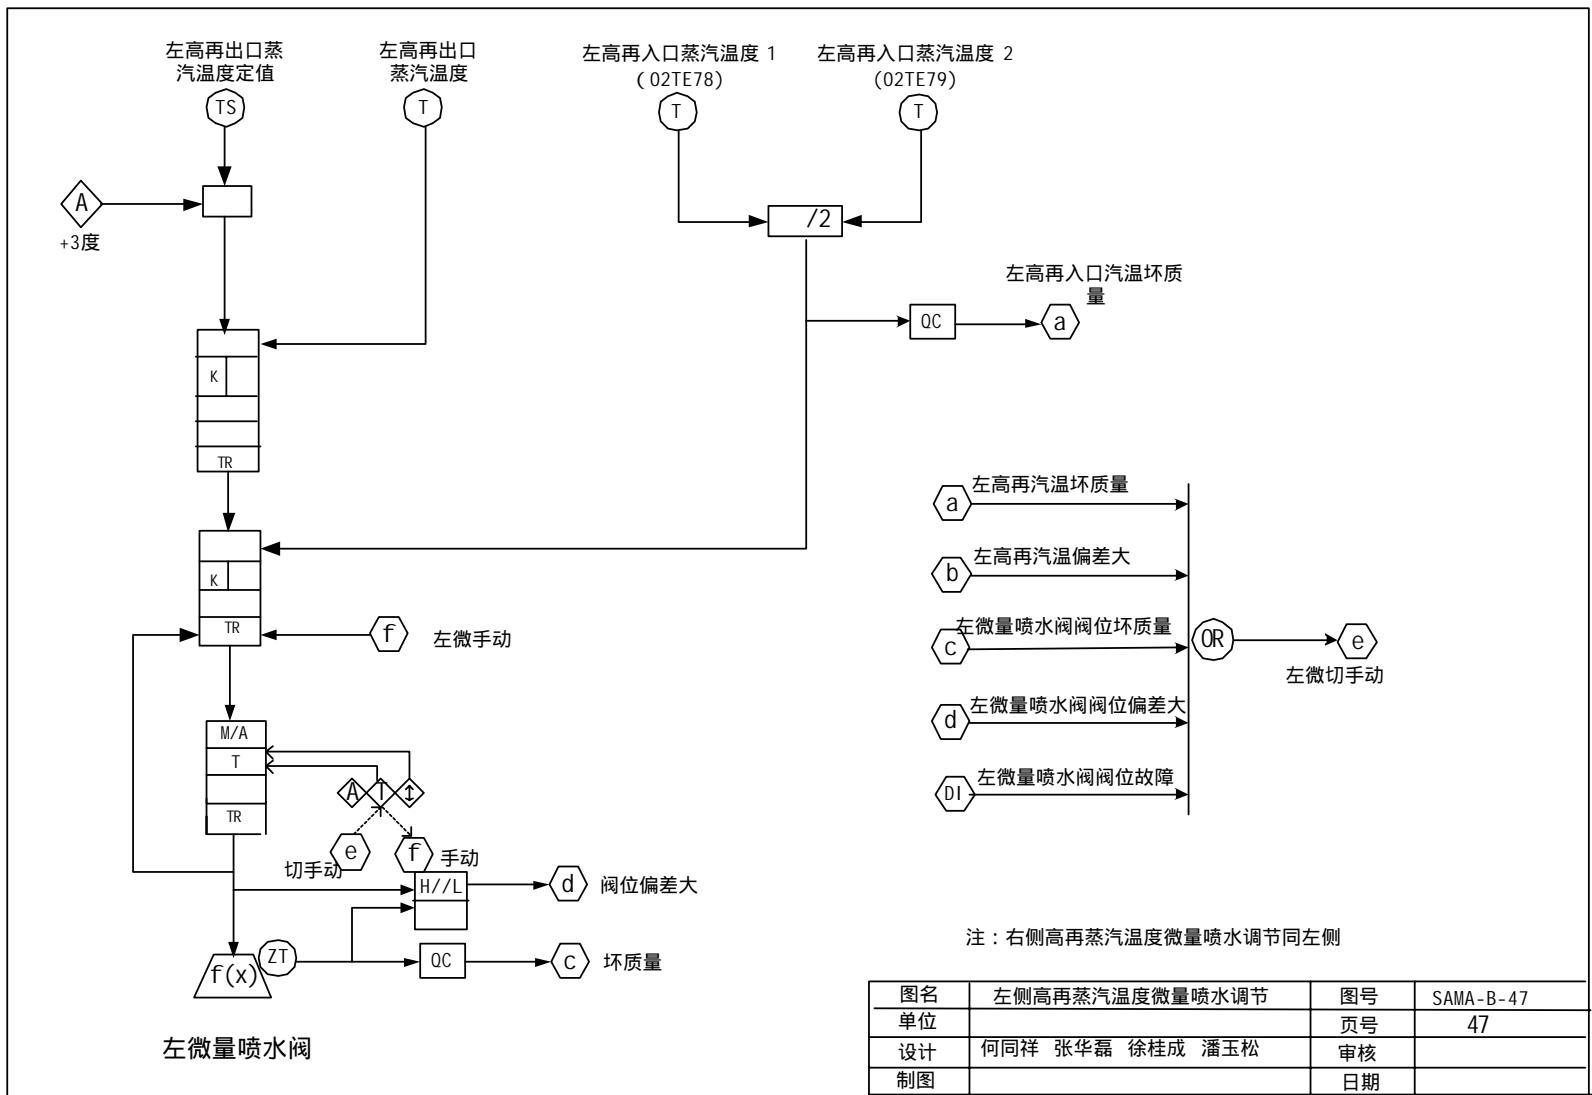 左高再出口蒸
汽温度定值
TS
左高再出口
蒸汽温度
T
左高再入口蒸汽温度 1
(02TE78)
T
左高再入口蒸汽温度 2
(02TE79)
T
A
+3度
/2
左高再入口汽温坏质
量
QC
a
K
TR
K
TR
f
左微手动
M/A
T
TR
A
T
切手动
e
f
手动
H//L
d
阀位偏差大
ZT
QC
c
坏质量
f(x)
左微量喷水阀
a
左高再汽温坏质量
b
左高再汽温偏差大
c
左微量喷水阀阀位坏质量
d
左微量喷水阀阀位偏差大
DI
左微量喷水阀阀位故障
OR
e
左微切手动
注：右侧高再蒸汽温度微量喷水调节同左侧
图名 左侧高再蒸汽温度微量喷水调节 图号 SAMA-B-47
单位 页号 47
设计 何同祥 张华磊 徐桂成 潘玉松 审核
制图 日期